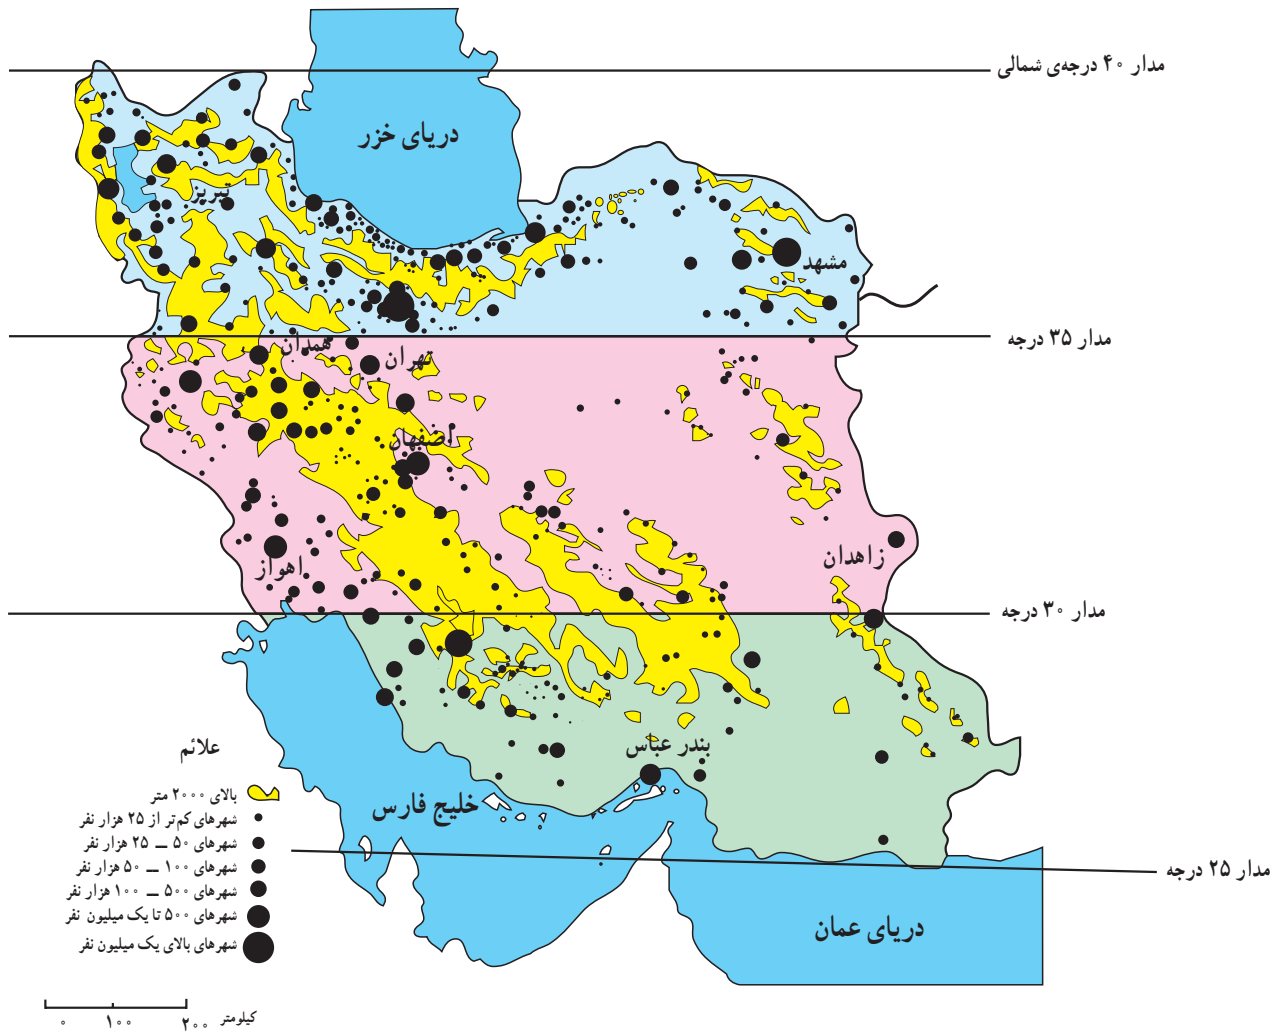 مدار ۴۰ درجه‌ی شمالی
دریای خزر
تبریز
مشهد
مدار ۳۵ درجه
همدان
تهران
اصفهان
زاهدان
اهواز
مدار ۳۰ درجه
بندر عباس
خلیج فارس
مدار ۲۵ درجه
دریای عمان
علائم
بالای ۲۰۰۰ متر
شهرهای کم‌تر از ۲۵ هزار نفر
شهرهای ۵۰ ــ ۲۵ هزار نفر
شهرهای ۱۰۰ ــ ۵۰ هزار نفر
شهرهای ۵۰۰ ــ ۱۰۰ هزار نفر
شهرهای ۵۰۰ تا یک میلیون نفر
شهرهای بالای یک میلیون نفر
۰ ۱۰۰ ۲۰۰ کیلومتر